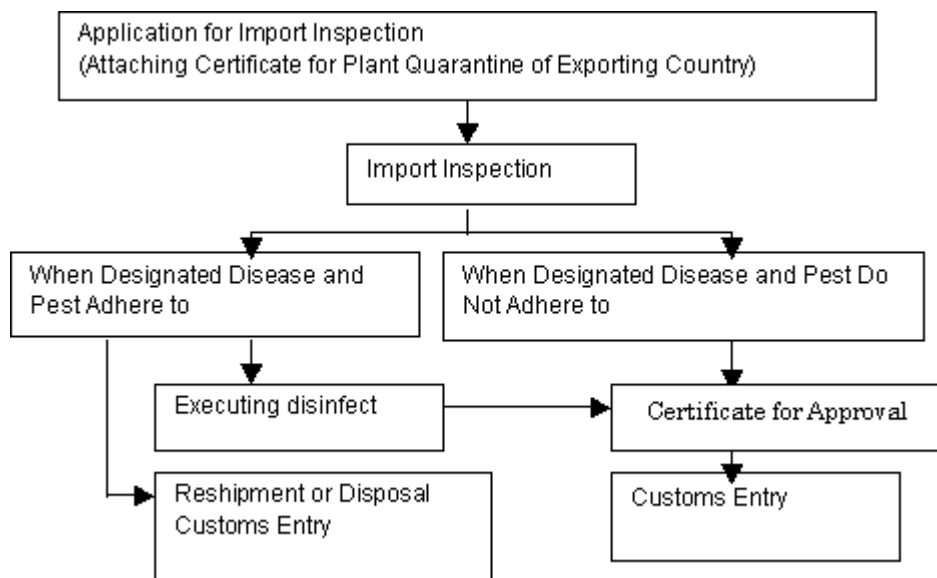 Application for Import Inspection
(Attaching Certificate for Plant Quarantine of Exporting Country)
Import Inspection
When Designated Disease and
Pest Adhere to
When Designated Disease and Pest Do
Not Adhere to
Executing disinfect
Certificate for Approval
Reshipment or Disposal
Customs Entry
Customs Entry